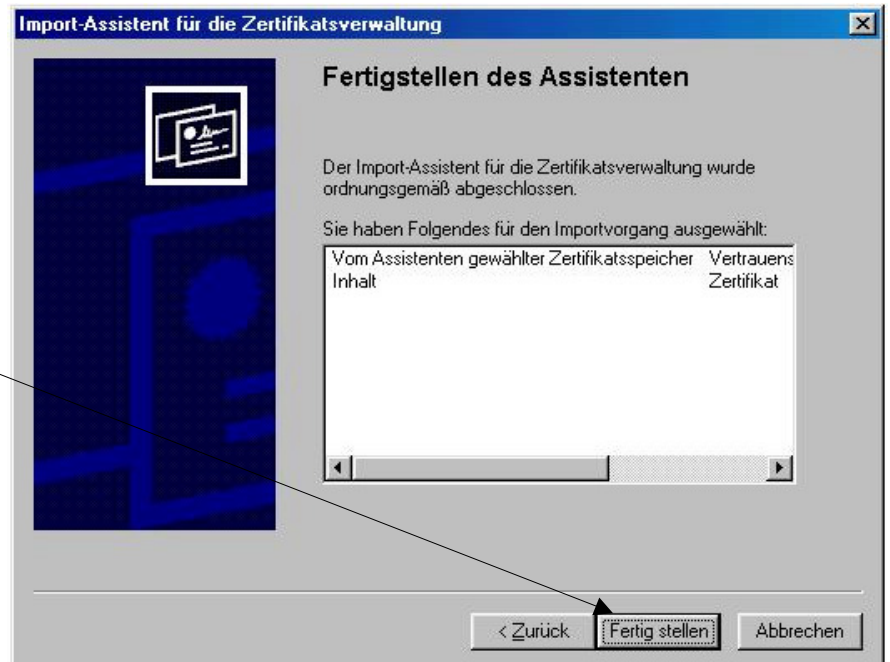 Import-Assistent für die Zertifikatsverwaltung
Fertigstellen des Assistenten
Der Import-Assistent für die Zertifikatsverwaltung wurde
ordnungsgemäß abgeschlossen.
Sie haben Folgendes für den Importvorgang ausgewählt:
Vom Assistenten gewählter Zertifikatsspeicher Vertrauens
Inhalt Zertifikat
< Zurück Fertig stellen Abbrechen